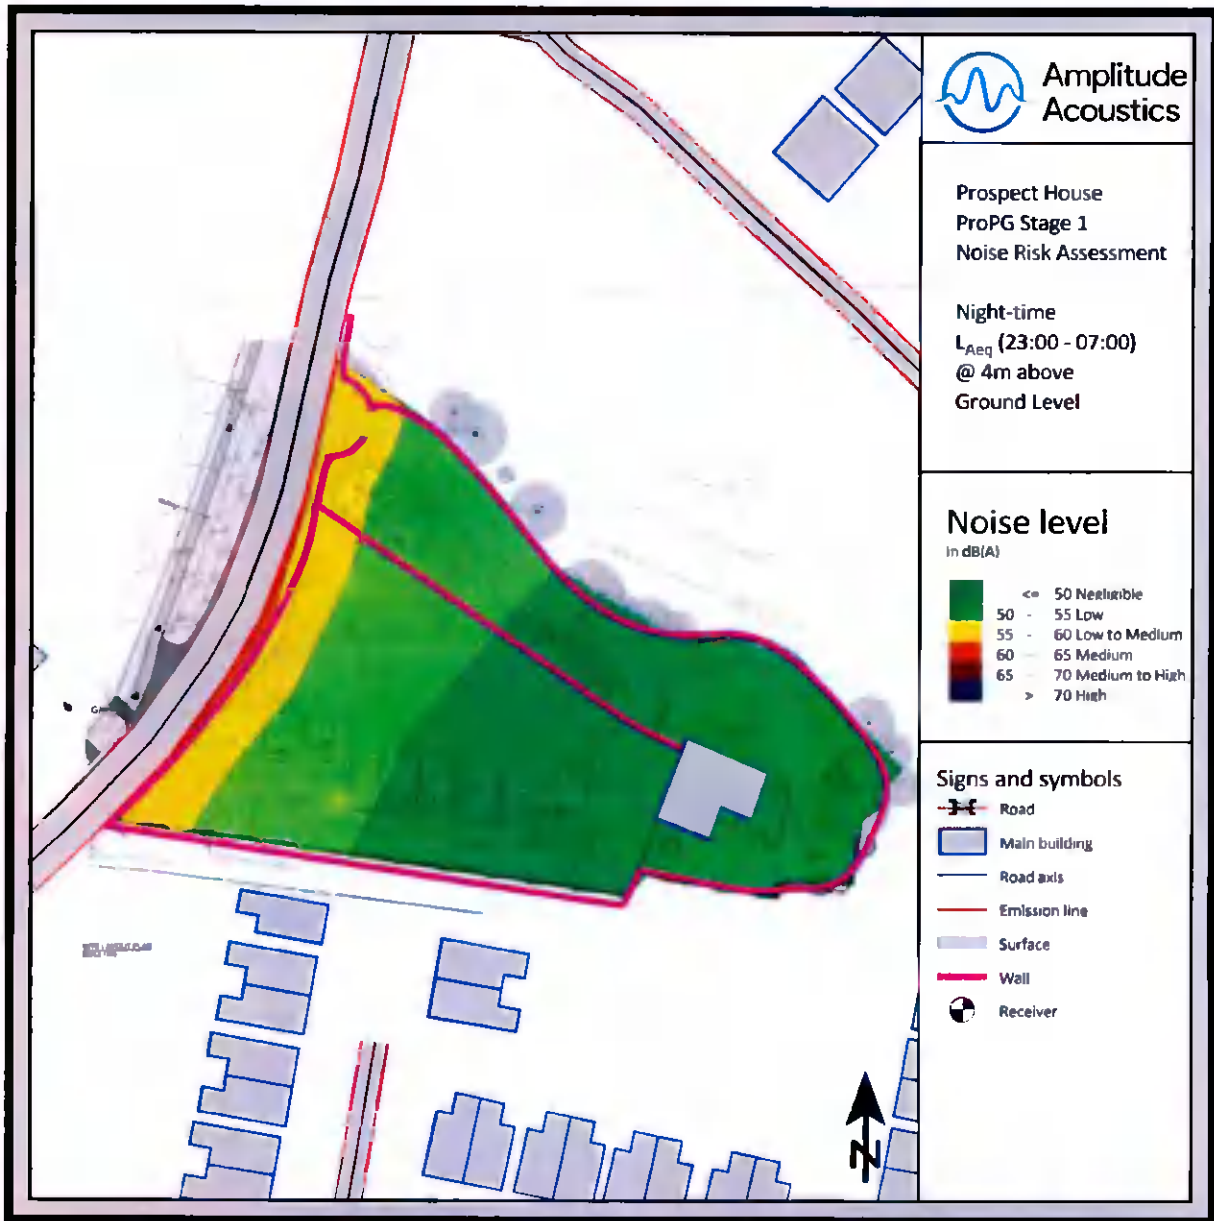 Amplitude
Acoustics
Prospect House
ProPG Stage 1
Noise Risk Assessment
Night-time
LAeq (23:00 - 07:00)
@ 4m above
Ground Level
Noise level
in dB(A)
<= 50 Negligible
50 - 55 Low
55 - 60 Low to Medium
60 - 65 Medium
65 - 70 Medium to High
> 70 High
Signs and symbols
Road
Main building
Road axis
Emission line
Surface
Wall
Receiver
N